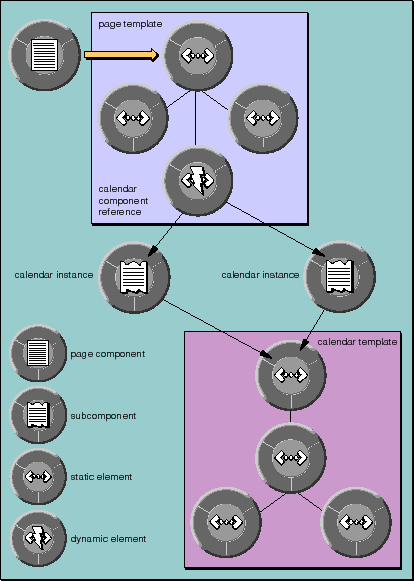 page template
calendar
component
reference
calendar instance
calendar instance
calendar template
page component
subcomponent
static element
dynamic element